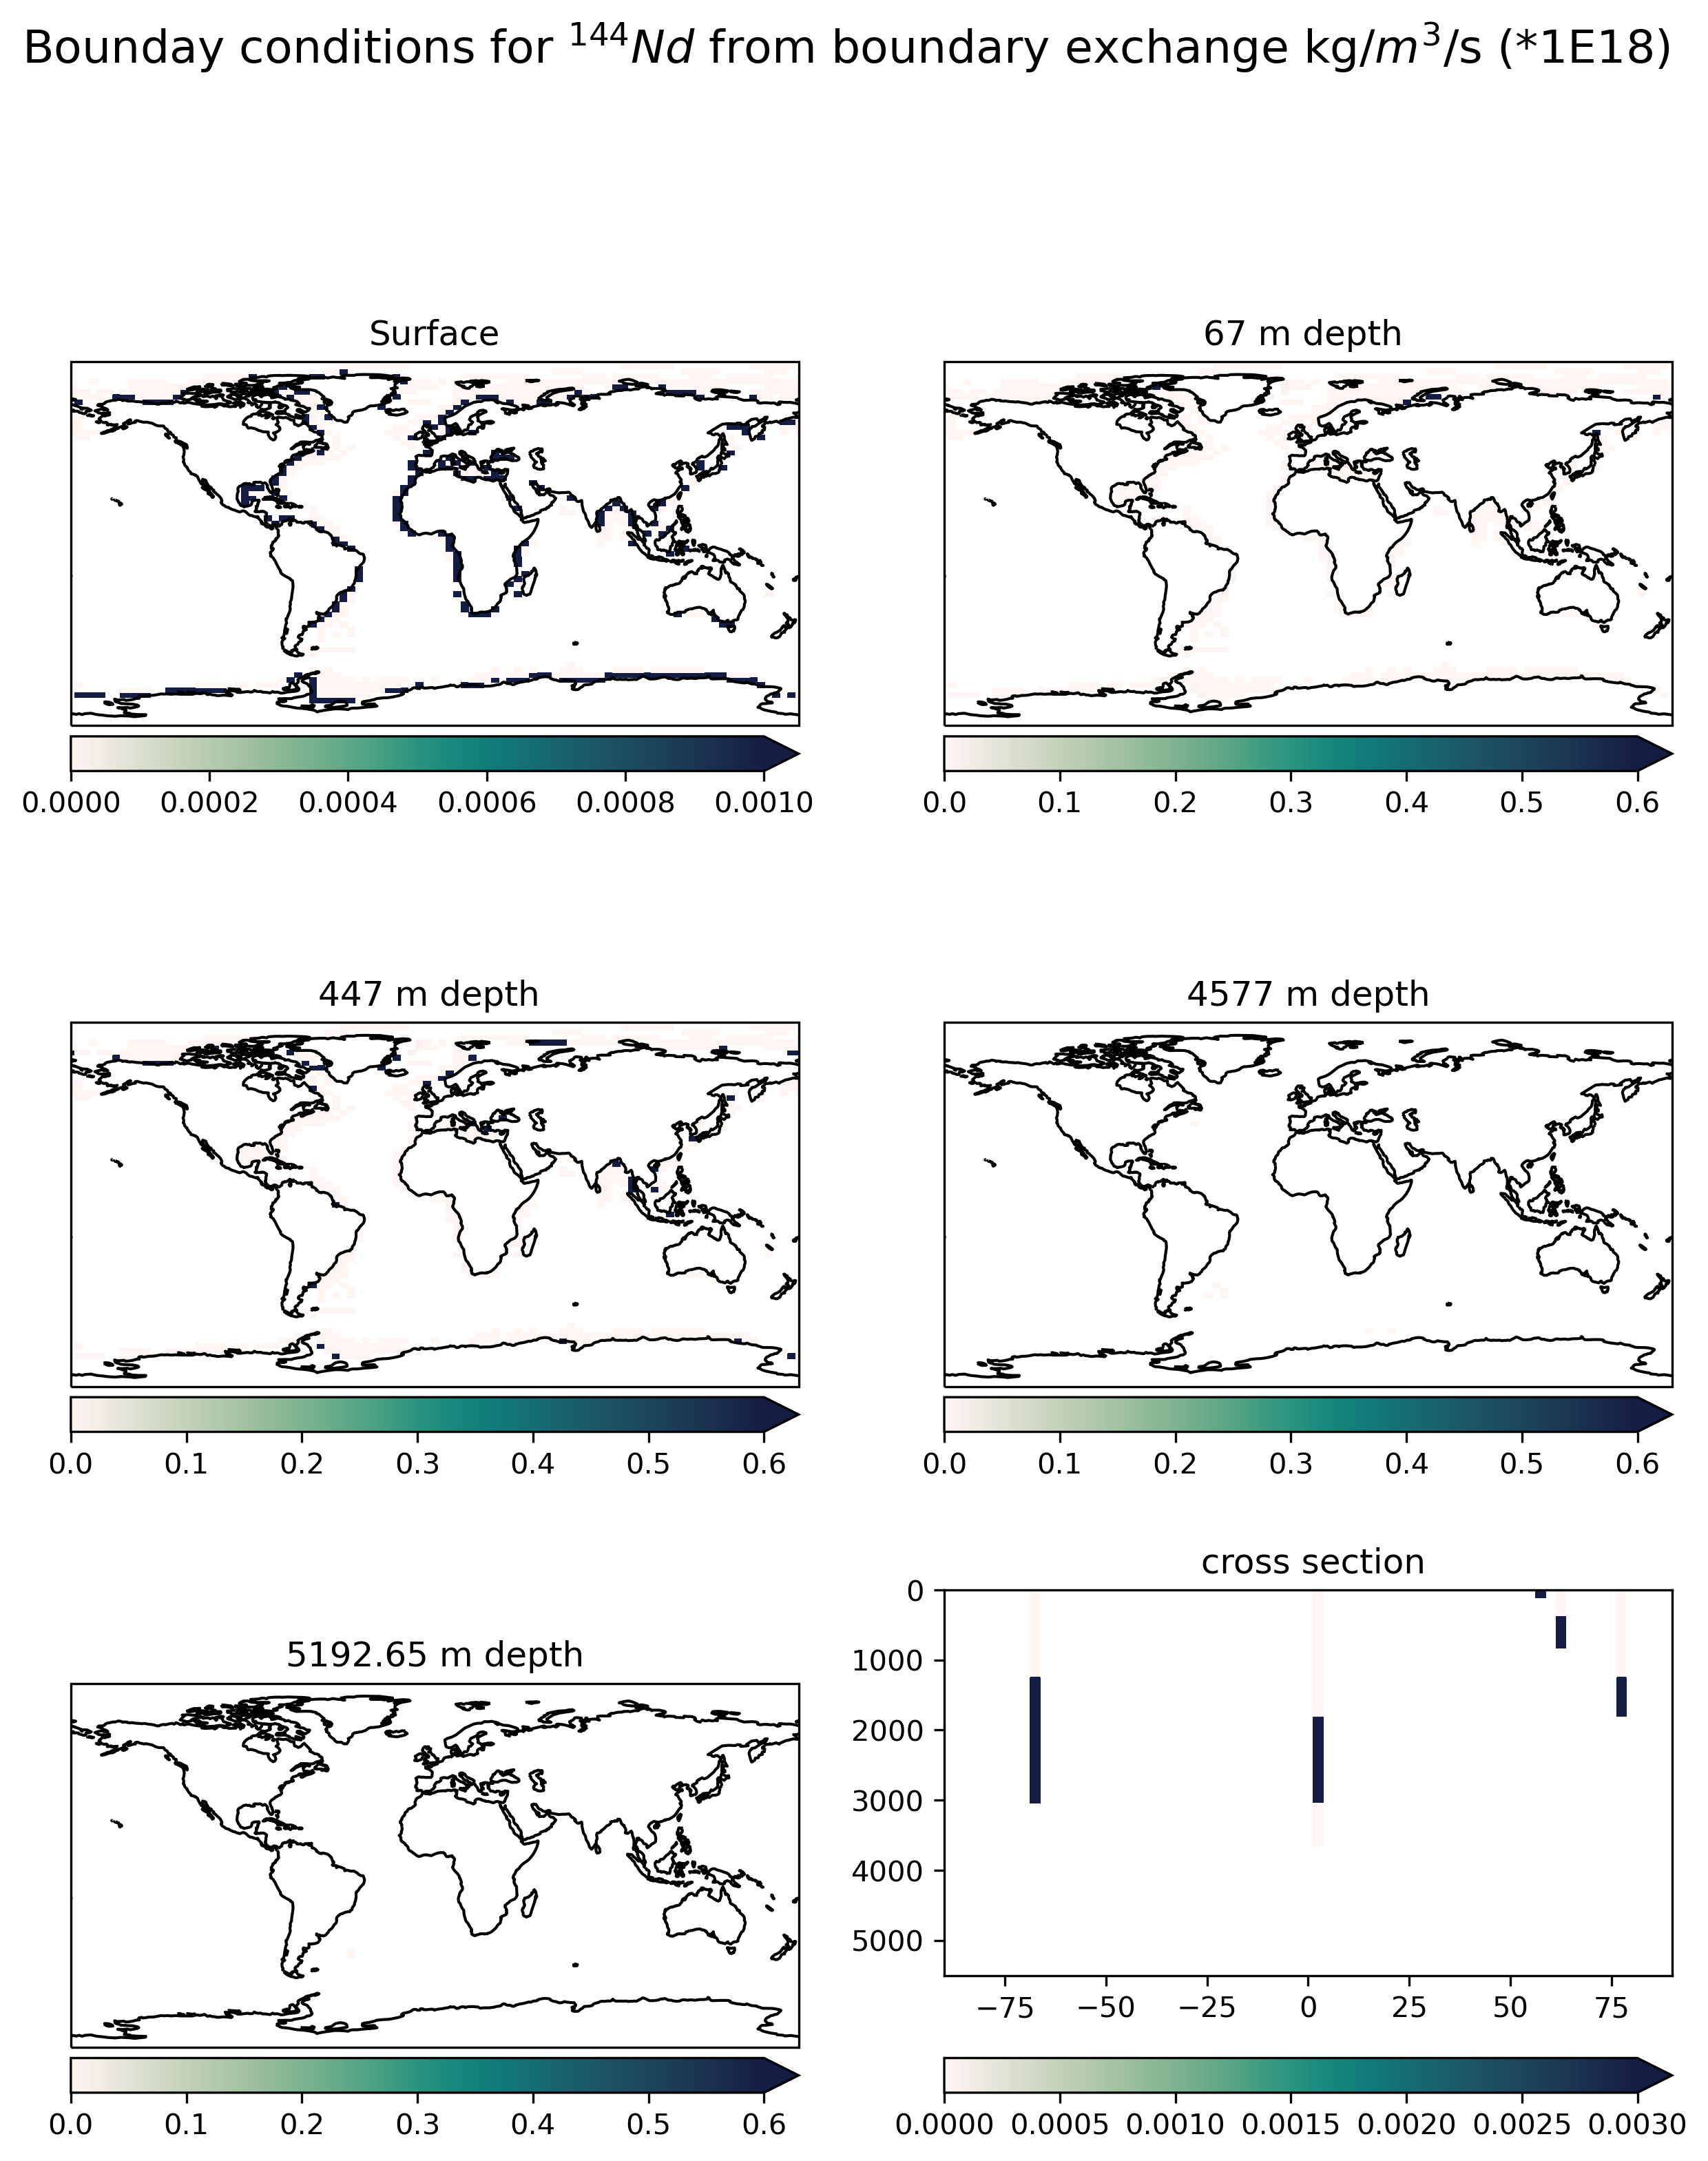 Bounday conditions for ¹⁴⁴Nd from boundary exchange kg/m³/s (*1E18)
Surface
67 m depth
0.0000 0.0002 0.0004 0.0006 0.0008 0.0010
0.0 0.1 0.2 0.3 0.4 0.5 0.6
447 m depth
4577 m depth
0.0 0.1 0.2 0.3 0.4 0.5 0.6
0.0 0.1 0.2 0.3 0.4 0.5 0.6
5192.65 m depth
cross section
0
1000
2000
3000
4000
5000
−75 −50 −25 0 25 50 75
0.0 0.1 0.2 0.3 0.4 0.5 0.6
0.0000 0.0005 0.0010 0.0015 0.0020 0.0025 0.0030